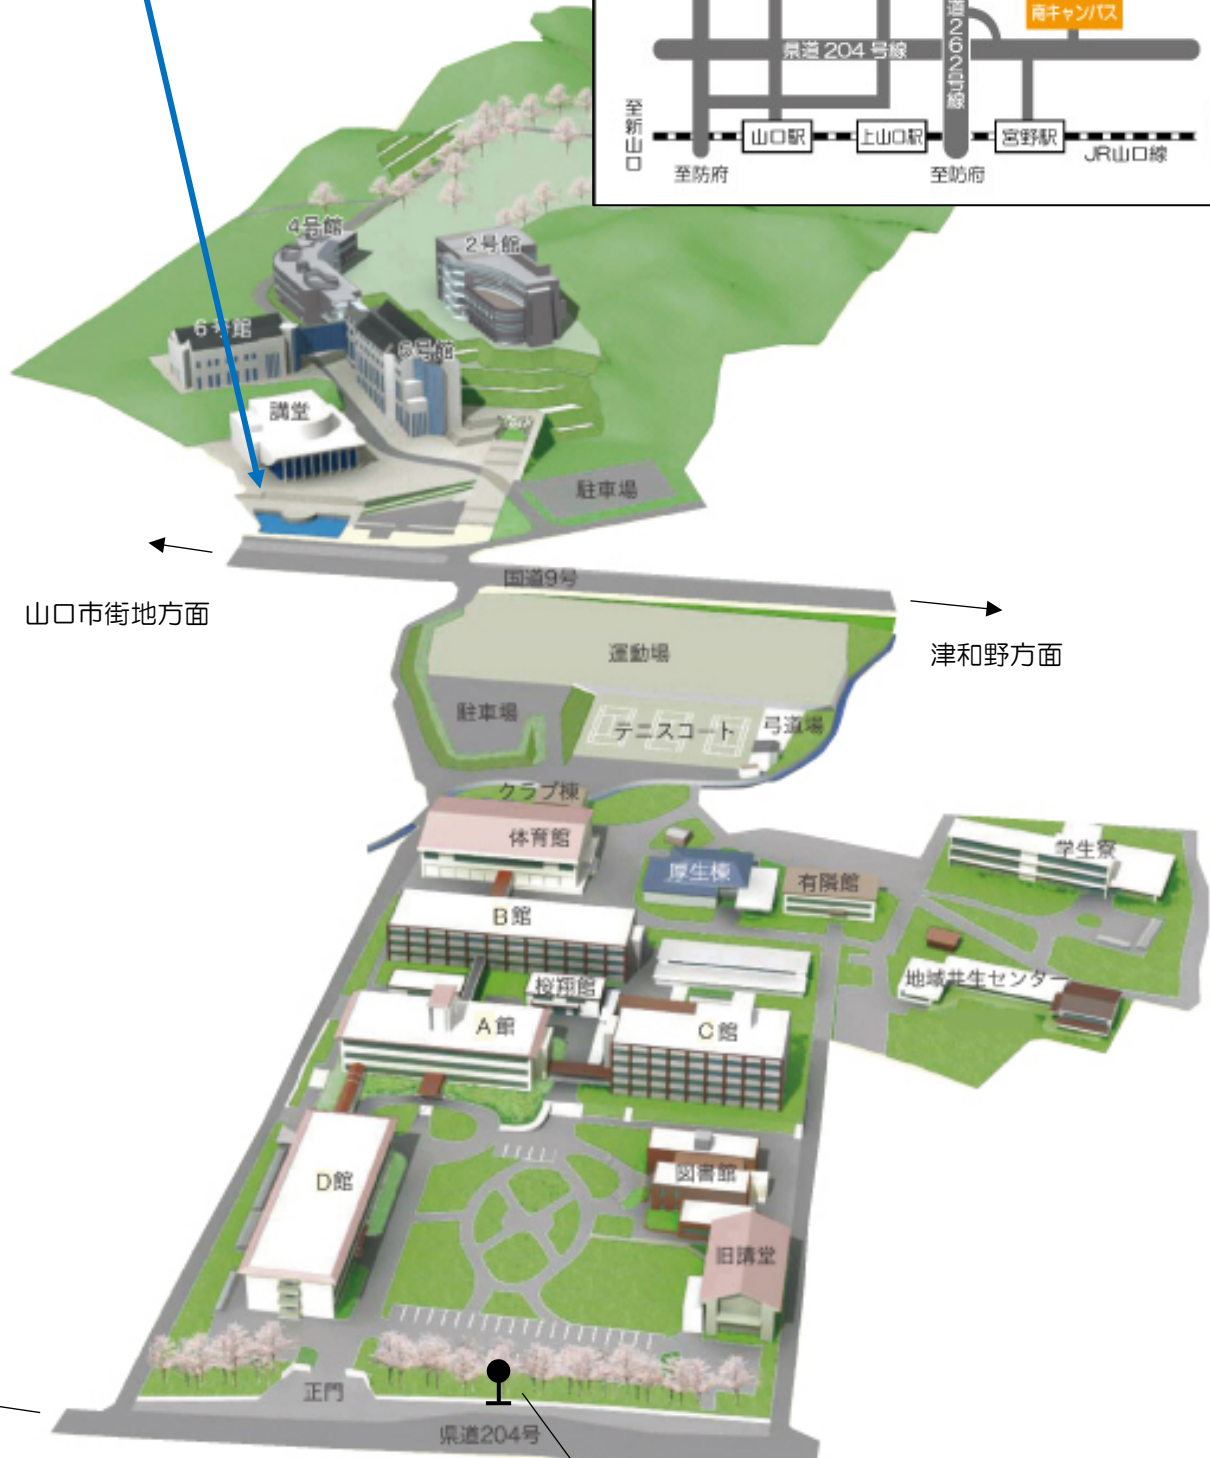 南キャンパス
道262号線
県道204号線
至新山口
山口駅
上山口駅
宮野駅
JR山口線
至防府
至防府
4号館
2号館
6号館
5号館
講堂
駐車場
国道9号
山口市街地方面
津和野方面
運動場
駐車場
テニスコート
弓道場
クラブ棟
体育館
厚生棟
有隣館
学生寮
B館
桜翔館
地域共生センター
A館
C館
D館
図書館
旧講堂
正門
県道204号